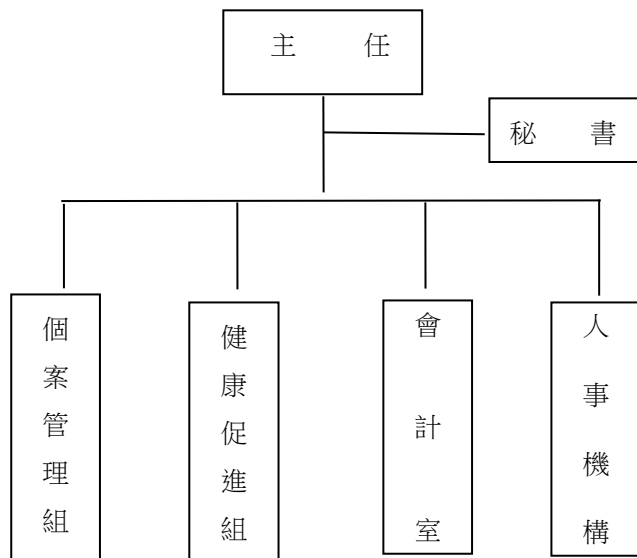 主　　任
秘　　書
個案管理組
健康促進組
會計室
人事機構